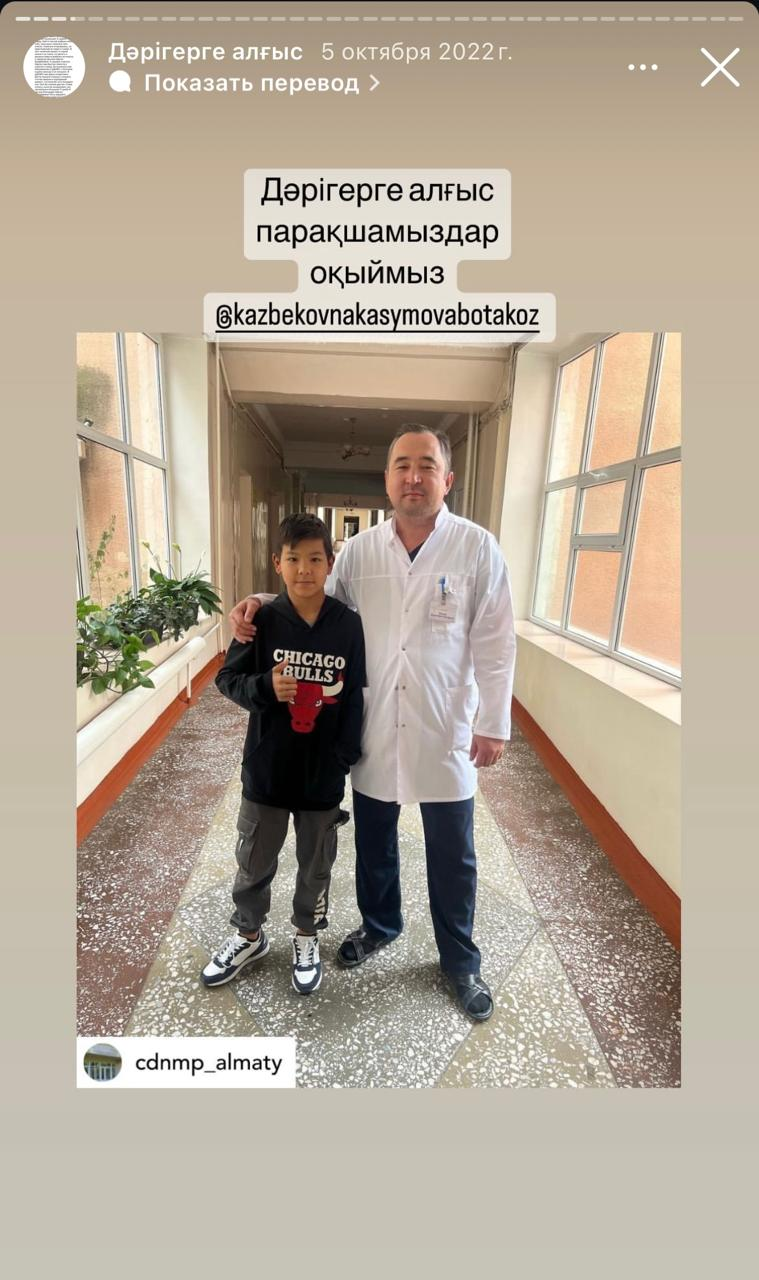 Дәрігерге алғыс 5 октября 2022 г.
Показать перевод
Дәрігерге алғыс
парақшамыздар
оқыймыз
@kazbekovnakasymovabotakoz
CHICAGO
BULLS
cdnmp_almaty